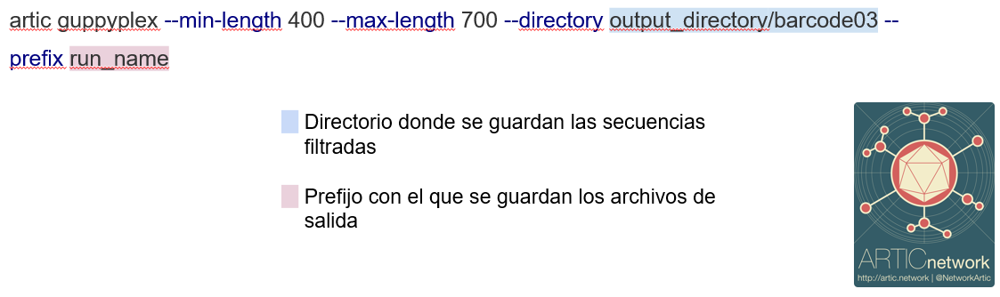 artic guppyplex --min-length 400 --max-length 700 --directory output_directory/barcode03 --
prefix run_name
Directorio donde se guardan las secuencias
filtradas
Prefijo con el que se guardan los archivos de
salida
ARTICnetwork
http://artic.network | @NetworkArtic